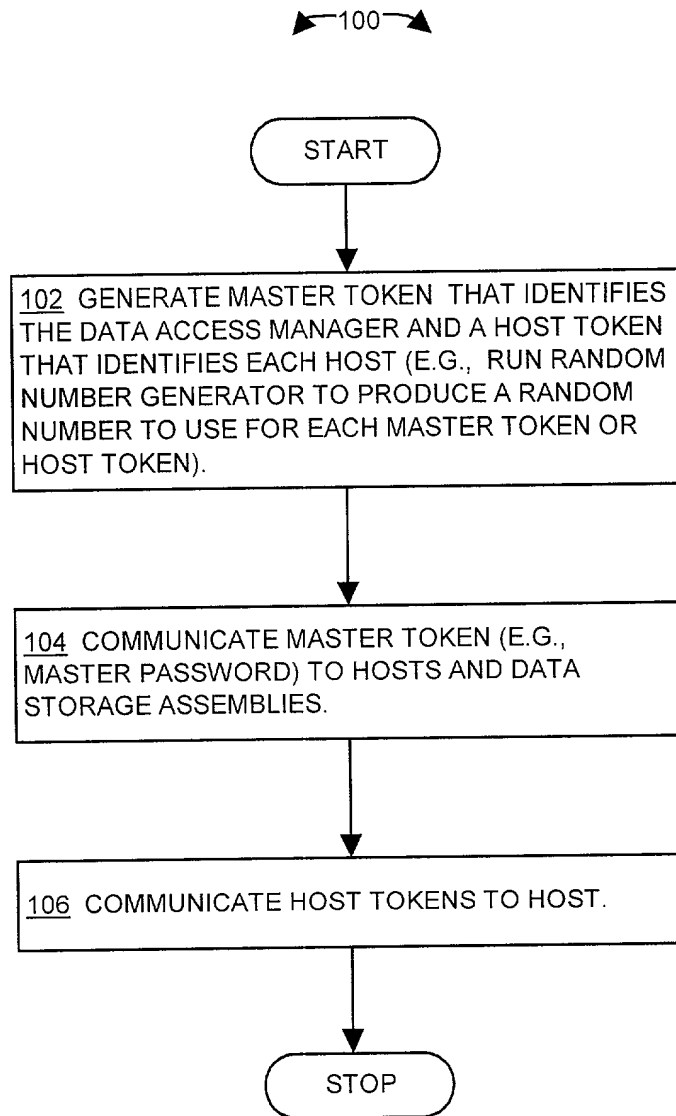 100
START
102 GENERATE MASTER TOKEN THAT IDENTIFIES
THE DATA ACCESS MANAGER AND A HOST TOKEN
THAT IDENTIFIES EACH HOST (E.G., RUN RANDOM
NUMBER GENERATOR TO PRODUCE A RANDOM
NUMBER TO USE FOR EACH MASTER TOKEN OR
HOST TOKEN).
104 COMMUNICATE MASTER TOKEN (E.G.,
MASTER PASSWORD) TO HOSTS AND DATA
STORAGE ASSEMBLIES.
106 COMMUNICATE HOST TOKENS TO HOST.
STOP